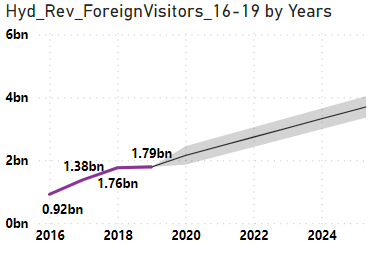 Hyd_Rev_ForeignVisitors_16-19 by Years
6bn
4bn
2bn
0bn
0.92bn
1.38bn
1.76bn
1.79bn
2016 2018 2020 2022 2024